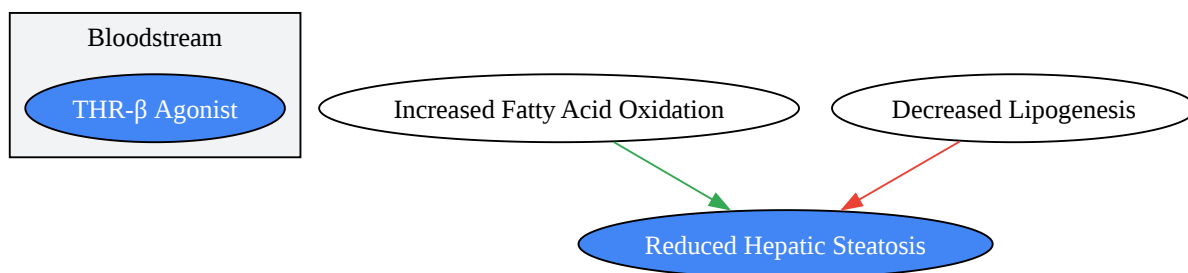 Bloodstream
THR-β Agonist
Increased Fatty Acid Oxidation
Decreased Lipogenesis
Reduced Hepatic Steatosis